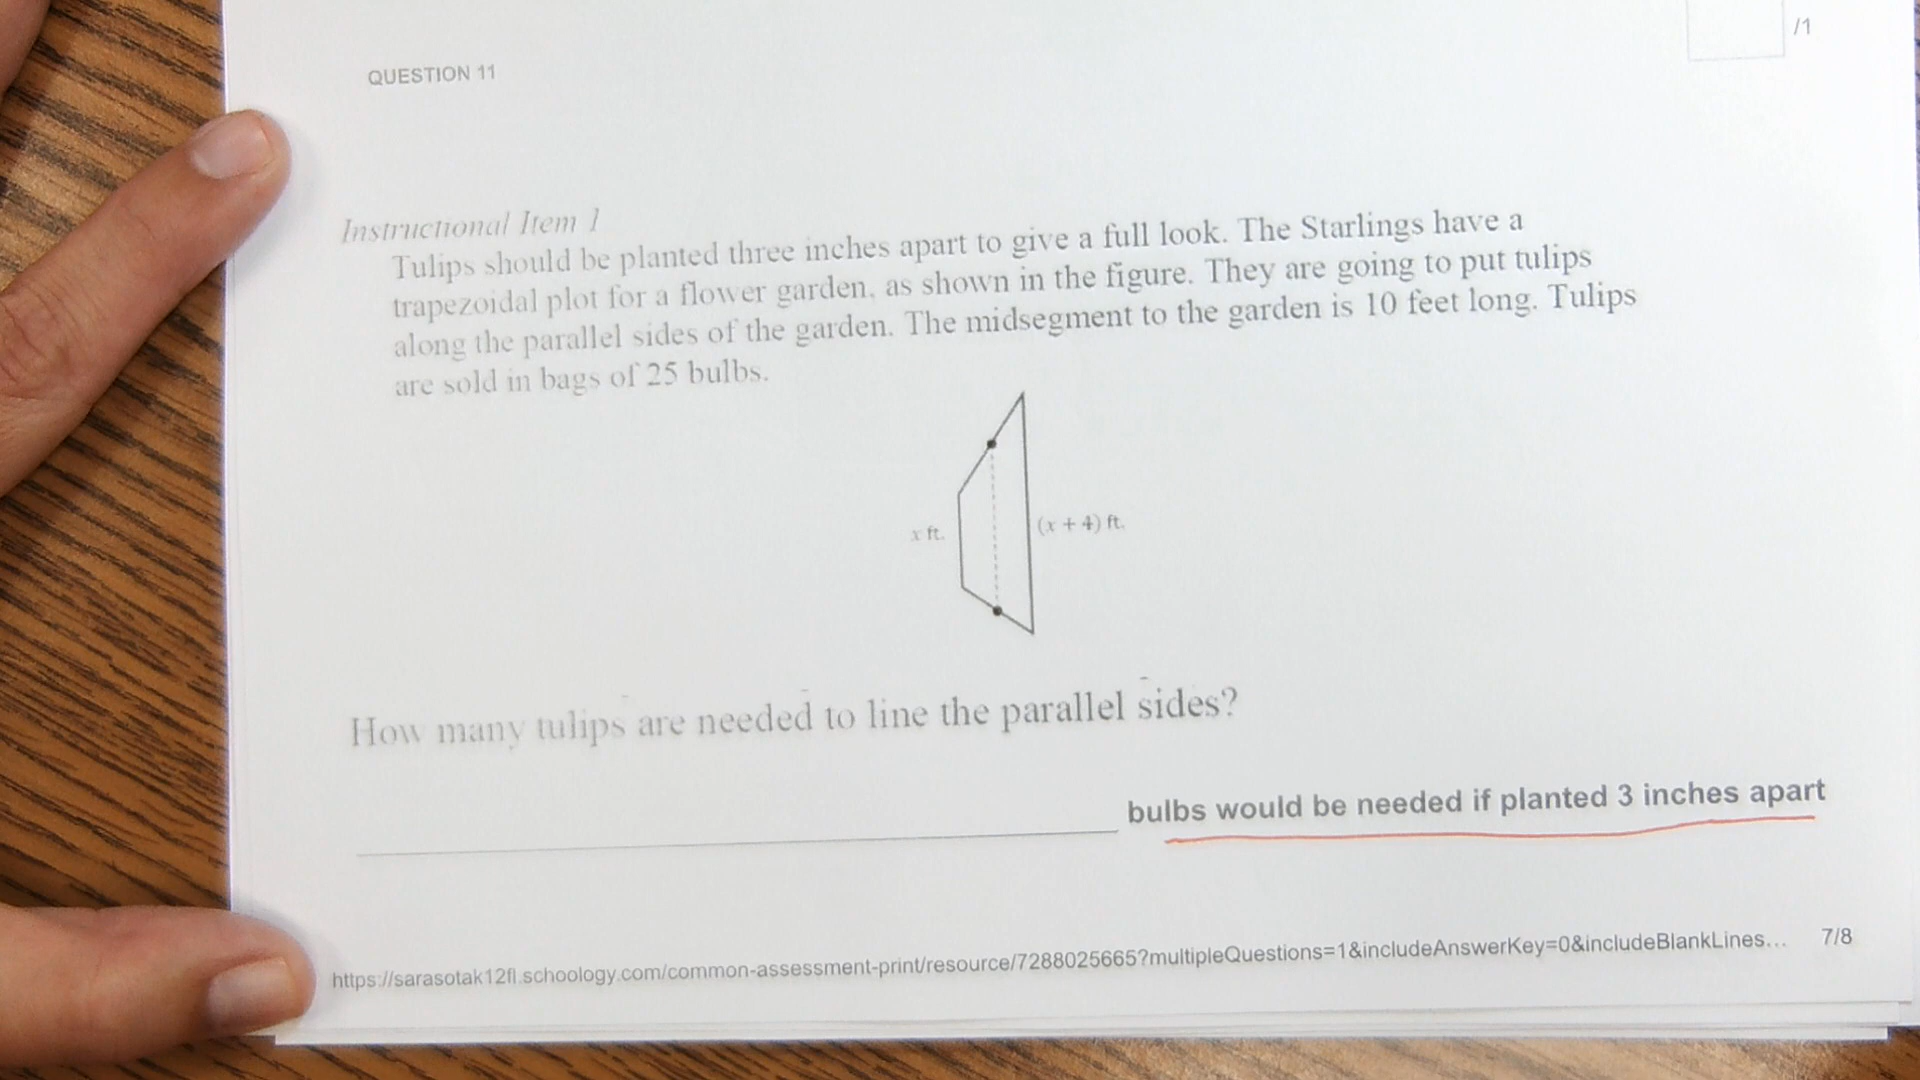 /1
QUESTION 11
Instructional Item 1
Tulips should be planted three inches apart to give a full look. The Starlings have a
trapezoidal plot for a flower garden, as shown in the figure. They are going to put tulips
along the parallel sides of the garden. The midsegment to the garden is 10 feet long. Tulips
are sold in bags of 25 bulbs.
x ft.
(x + 4) ft.
How many tulips are needed to line the parallel sides?
bulbs would be needed if planted 3 inches apart
https://sarasotak12fl.schoology.com/common-assessment-print/resource/7288025665?multipleQuestions=1&includeAnswerKey=0&includeBlankLines...
7/8